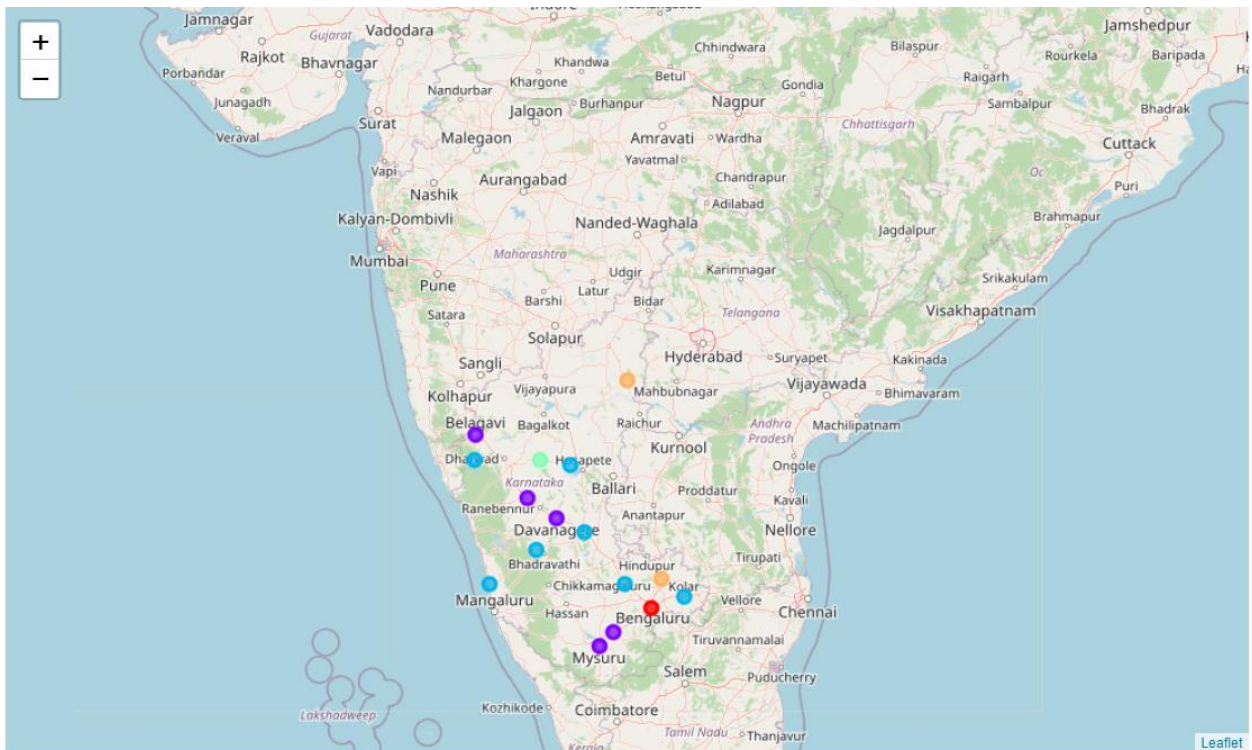 Indore
Jamnagar
Jamshedpur
Gujarat
Vadodara
Chhindwara
Bilaspur
Rourkela
Baripada
Rajkot
Bhavnagar
Khandwa
Porbandar
Khargone
Betul
Gondia
Raigarh
Nandurbar
Burhanpur
Nagpur
Sambalpur
Bhadrak
Junagadh
Jalgaon
Surat
Malegaon
Amravati
Wardha
Chhattisgarh
Veraval
Cuttack
Yavatmal
Vapi
Aurangabad
Chandrapur
Nashik
Puri
Adilabad
Kalyan-Dombivli
Nanded-Waghala
Brahmapur
Jagdalpur
Mumbai
Maharashtra
Udgir
Karimnagar
Pune
Latur
Srikakulam
Barshi
Bidar
Satara
Telangana
Visakhapatnam
Solapur
Hyderabad
Suryapet
Kakinada
Sangli
Vijayapura
Mahbubnagar
Vijayawada
Bhimavaram
Kolhapur
Belagavi
Bagalkot
Raichur
Andhra
Pradesh
Machilipatnam
Kurnool
Ongole
Karnataka
Ballari
Proddatur
Kavali
Ranebennur
Anantapur
Davanagere
Nellore
Tirupati
Bhadravathi
Hindupur
Chikkamagaluru
Kolar
Mangaluru
Vellore
Chennai
Hassan
Bengaluru
Tiruvannamalai
Mysuru
Salem
Puducherry
Lakshadweep
Kozhikode
Coimbatore
Tamil Nadu
Thanjavur
Kerala
Leaflet